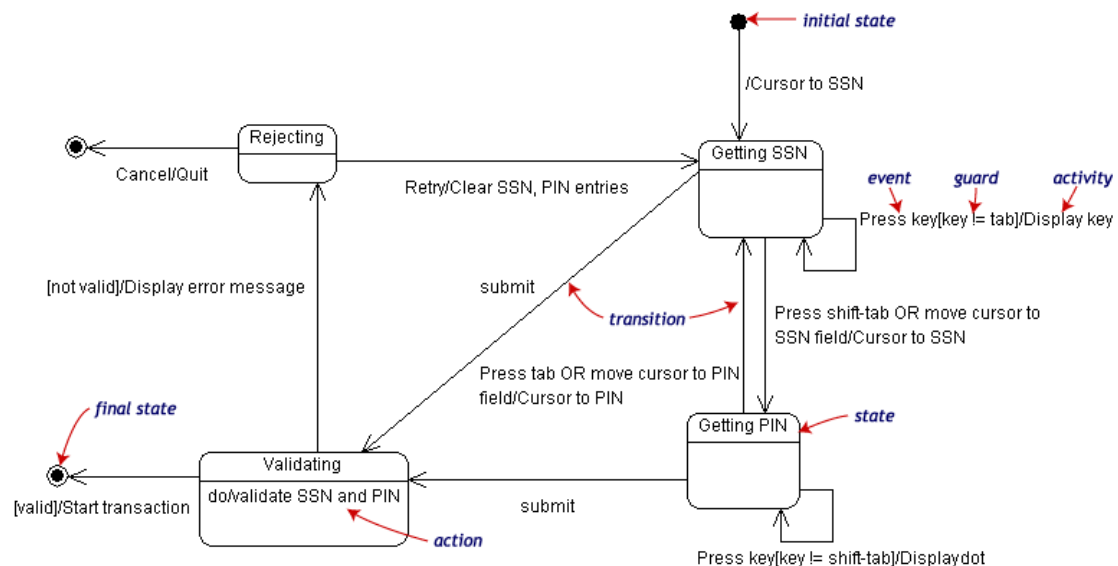 initial state
/Cursor to SSN
Rejecting
Getting SSN
Cancel/Quit
Retry/Clear SSN, PIN entries
event
guard
activity
Press key[key != tab]/Display key
[not valid]/Display error message
submit
transition
Press shift-tab OR move cursor to
SSN field/Cursor to SSN
Press tab OR move cursor to PIN
field/Cursor to PIN
final state
Getting PIN
state
Validating
do/validate SSN and PIN
[valid]/Start transaction
submit
action
Press key[key != shift-tab]/Displaydot